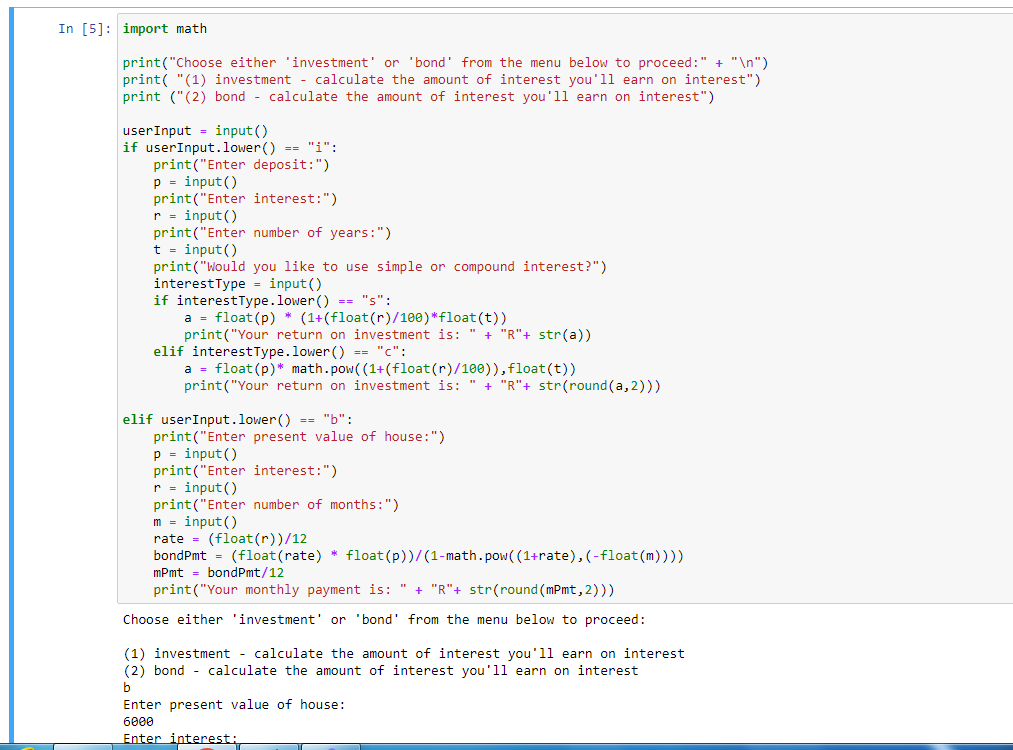 In [5]: import math
print("Choose either 'investment' or 'bond' from the menu below to proceed:" + "\n")
print( "(1) investment - calculate the amount of interest you'll earn on interest")
print ("(2) bond - calculate the amount of interest you'll earn on interest")
userInput = input()
if userInput.lower() == "i":
    print("Enter deposit:")
    p = input()
    print("Enter interest:")
    r = input()
    print("Enter number of years:")
    t = input()
    print("Would you like to use simple or compound interest?")
    interestType = input()
    if interestType.lower() == "s":
        a = float(p) * (1+(float(r)/100)*float(t))
        print("Your return on investment is: " + "R"+ str(a))
    elif interestType.lower() == "c":
        a = float(p)* math.pow((1+(float(r)/100)),float(t))
        print("Your return on investment is: " + "R"+ str(round(a,2)))
elif userInput.lower() == "b":
    print("Enter present value of house:")
    p = input()
    print("Enter interest:")
    r = input()
    print("Enter number of months:")
    m = input()
    rate = (float(r))/12
    bondPmt = (float(rate) * float(p))/(1-math.pow((1+rate),(-float(m))))
    mPmt = bondPmt/12
    print("Your monthly payment is: " + "R"+ str(round(mPmt,2)))
Choose either 'investment' or 'bond' from the menu below to proceed:
(1) investment - calculate the amount of interest you'll earn on interest
(2) bond - calculate the amount of interest you'll earn on interest
b
Enter present value of house:
6000
Enter interest: